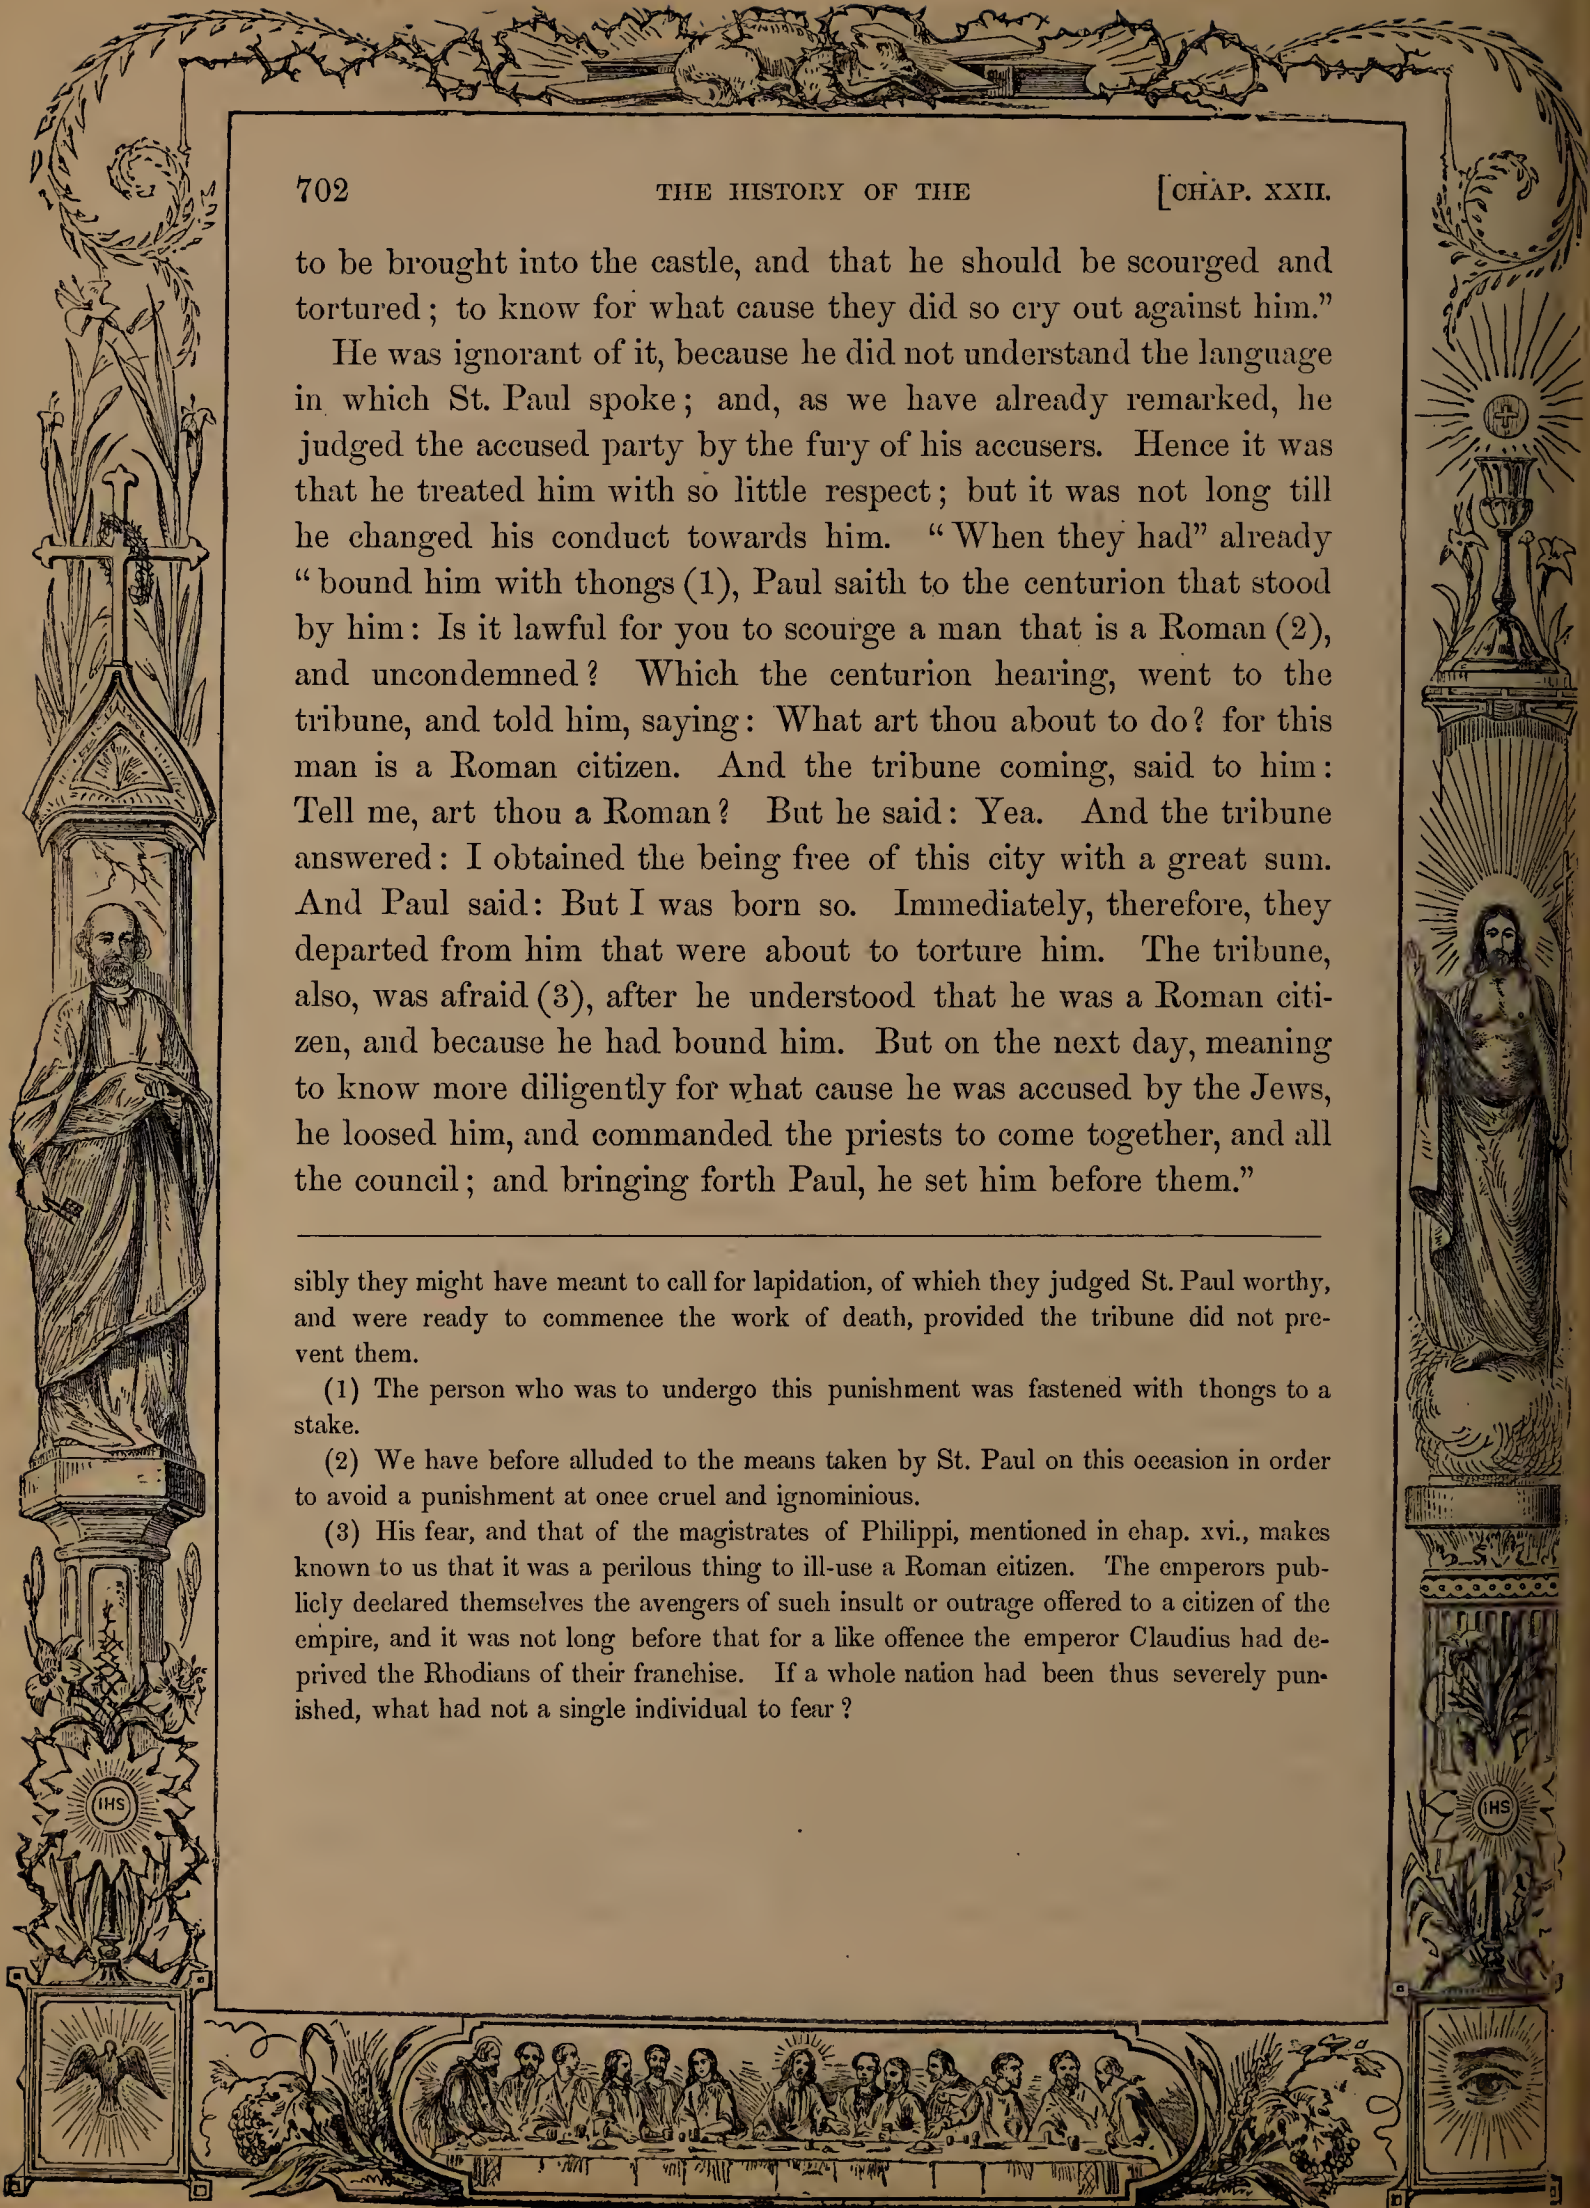 702 THE HISTORY OF THE [CHAP. XXII.
to be brought into the castle, and that he should be scourged and
tortured; to know for what cause they did so cry out against him.”
He was ignorant of it, because he did not understand the language
in which St. Paul spoke; and, as we have already remarked, he
judged the accused party by the fury of his accusers. Hence it was
that he treated him with so little respect; but it was not long till
he changed his conduct towards him. “When they had” already
“bound him with thongs (1), Paul saith to the centurion that stood
by him: Is it lawful for you to scourge a man that is a Roman (2),
and uncondemned? Which the centurion hearing, went to the
tribune, and told him, saying: What art thou about to do? for this
man is a Roman citizen. And the tribune coming, said to him:
Tell me, art thou a Roman? But he said: Yea. And the tribune
answered: I obtained the being free of this city with a great sum.
And Paul said: But I was born so. Immediately, therefore, they
departed from him that were about to torture him. The tribune,
also, was afraid (3), after he understood that he was a Roman citi-
zen, and because he had bound him. But on the next day, meaning
to know more diligently for what cause he was accused by the Jews,
he loosed him, and commanded the priests to come together, and all
the council; and bringing forth Paul, he set him before them.”
sibly they might have meant to call for lapidation, of which they judged St. Paul worthy,
and were ready to commence the work of death, provided the tribune did not pre-
vent them.
(1) The person who was to undergo this punishment was fastened with thongs to a
stake.
(2) We have before alluded to the means taken by St. Paul on this occasion in order
to avoid a punishment at once cruel and ignominious.
(3) His fear, and that of the magistrates of Philippi, mentioned in chap. xvi., makes
known to us that it was a perilous thing to ill-use a Roman citizen. The emperors pub-
licly declared themselves the avengers of such insult or outrage offered to a citizen of the
empire, and it was not long before that for a like offence the emperor Claudius had de-
prived the Rhodians of their franchise. If a whole nation had been thus severely pun-
ished, what had not a single individual to fear?
IHS
IHS